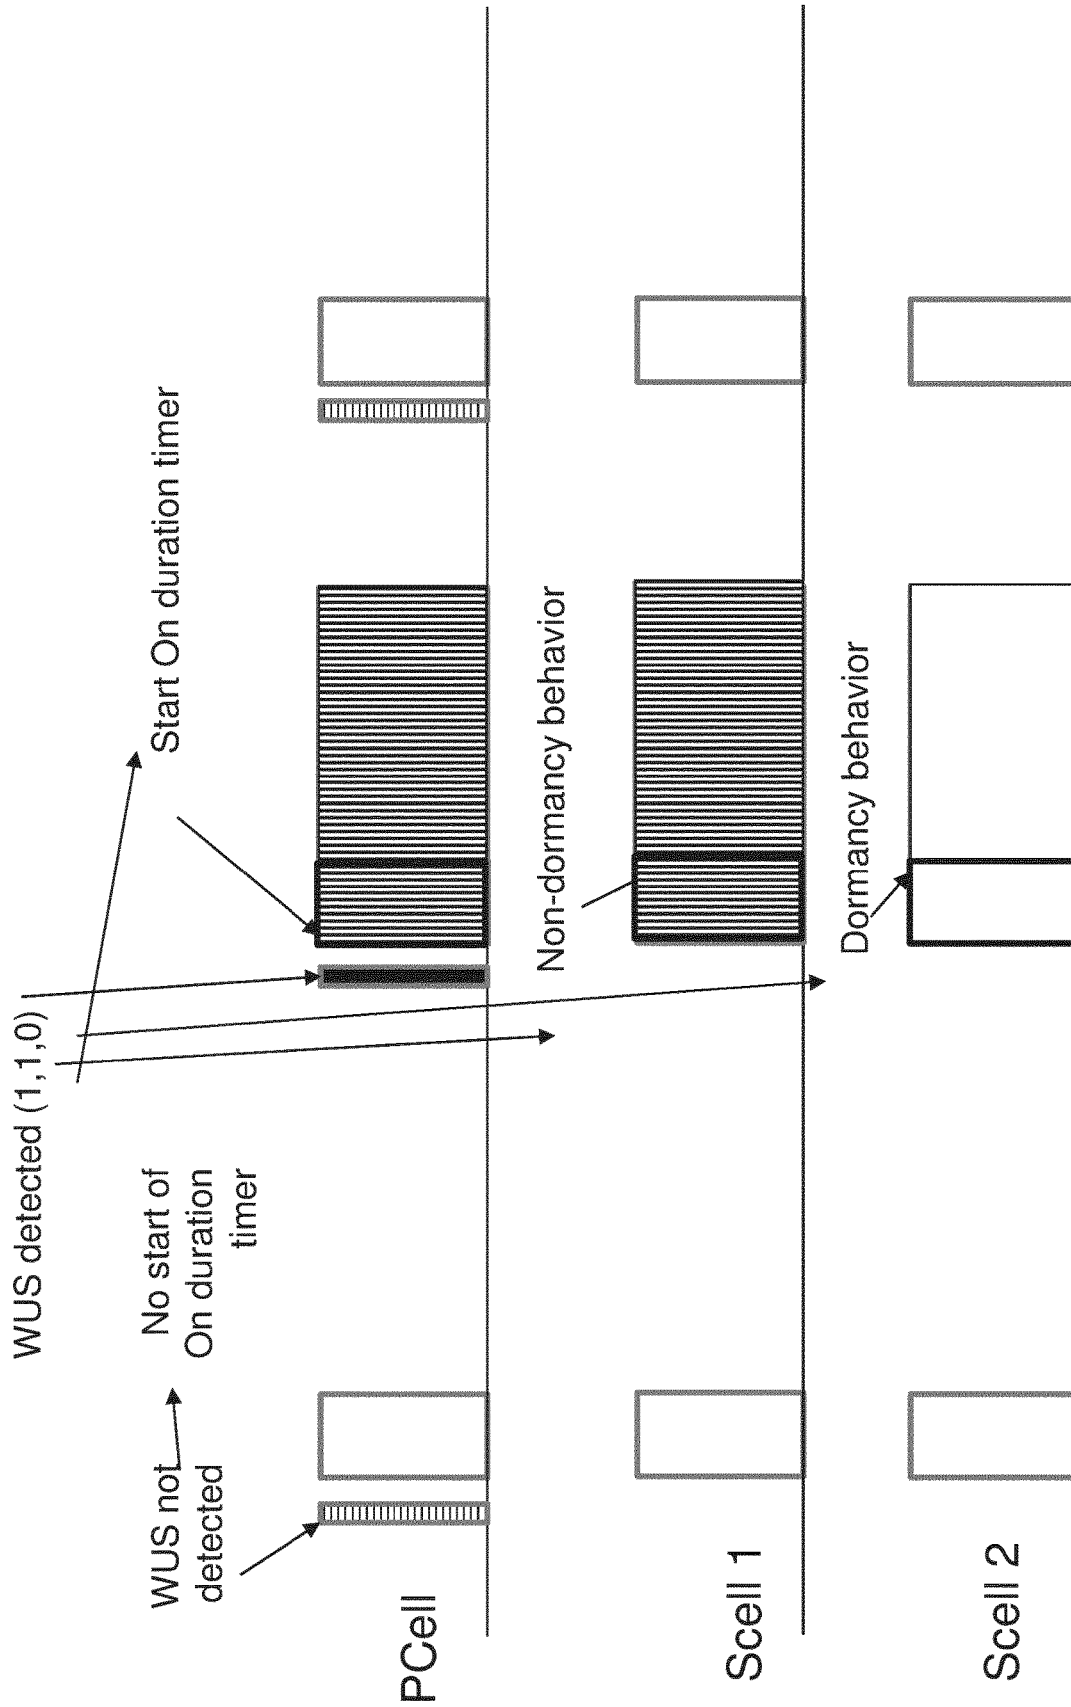 WUS detected (1,1,0)
No start of
On duration
timer
Start On duration timer
WUS not
detected
PCell
Non-dormancy behavior
Scell 1
Dormancy behavior
Scell 2